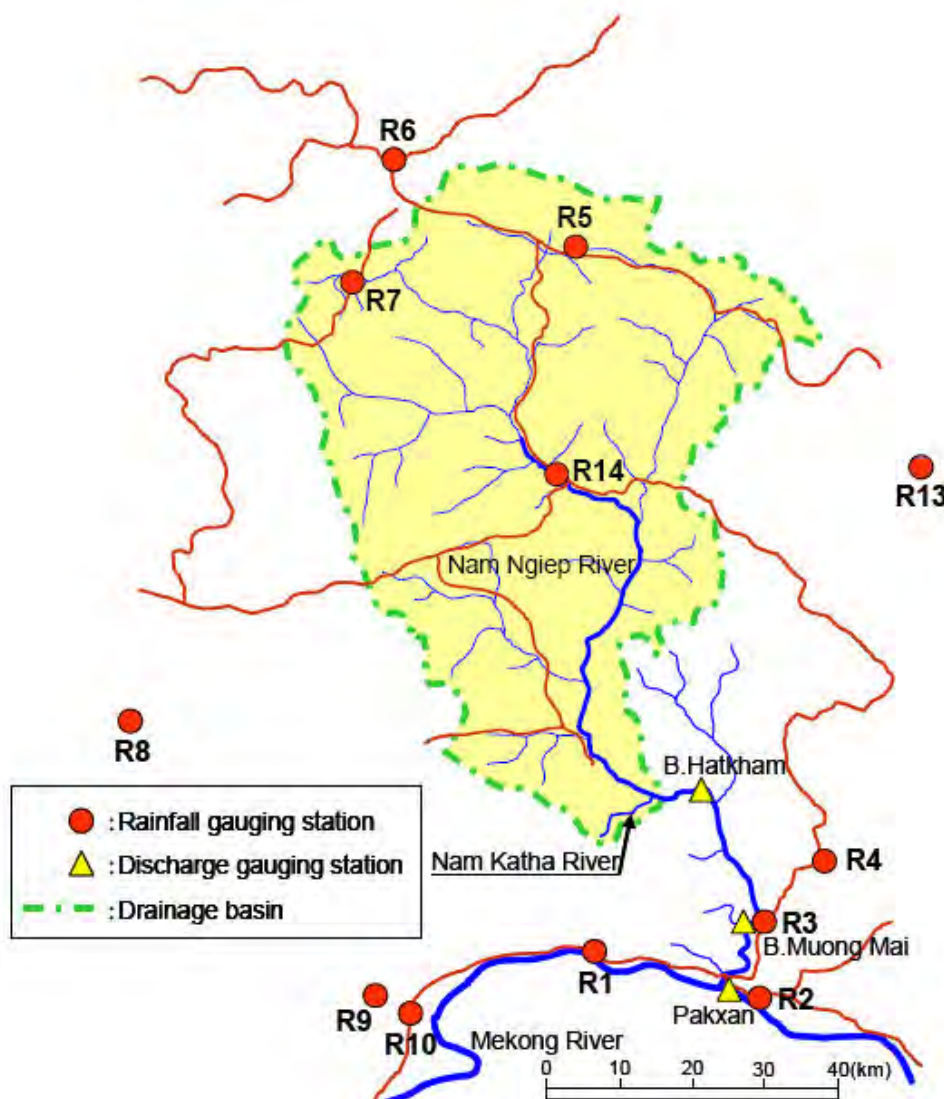 R6
R5
R7
R14
R13
Nam Ngiep River
R8
B.Hatkham
: Rainfall gauging station
: Discharge gauging station
: Drainage basin
Nam Katha River
R4
R3
B.Muong Mai
R1
R2
R9
R10
Pakxan
Mekong River
0 10 20 30 40(km)